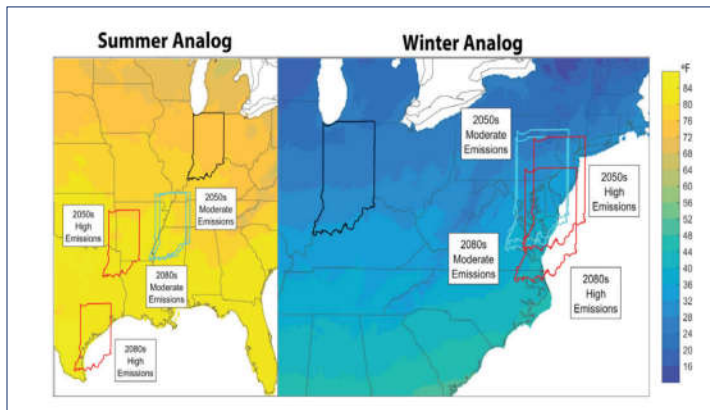 Summer Analog
Winter Analog
ºF
84
80
76
72
68
64
60
56
52
48
44
40
36
32
28
24
20
16
2050s
Moderate
Emissions
2050s
High
Emissions
2080s
Moderate
Emissions
2080s
High
Emissions
2050s
Moderate
Emissions
2050s
High
Emissions
2080s
Moderate
Emissions
2080s
High
Emissions